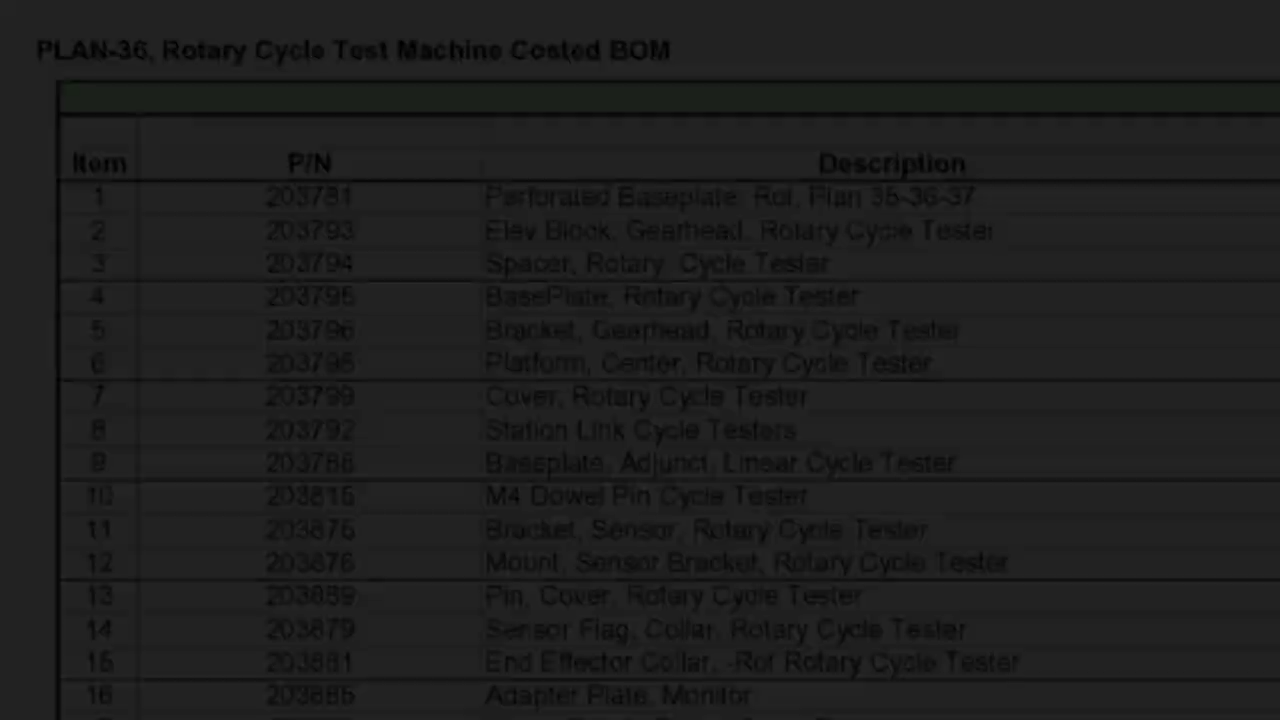 PLAN-36, Rotary Cycle Test Machine Costed BOM
Item P/N Description
1 203781 Perforated Baseplate, Rot, Plan 35-36-37
2 203793 Elev Block, Gearhead, Rotary Cycle Tester
3 203794 Spacer, Rotary Cycle Tester
4 203795 BasePlate, Rotary Cycle Tester
5 203796 Bracket, Gearhead, Rotary Cycle Tester
6 Platform, Center, Rotary Cycle Tester
7 203799 Cover, Rotary Cycle Tester
8 203792 Station Link Cycle Testers
9 Baseplate, Adjunct, Linear Cycle Tester
10 203815 M4 Dowel Pin Cycle Tester
11 203875 Bracket, Sensor, Rotary Cycle Tester
12 203876 Mount, Sensor Bracket, Rotary Cycle Tester
13 Pin, Cover, Rotary Cycle Tester
14 203879 Sensor Flag, Collar, Rotary Cycle Tester
15 203881 End Effector Collar, -Rot Rotary Cycle Tester
16 Adapter Plate, Monitor